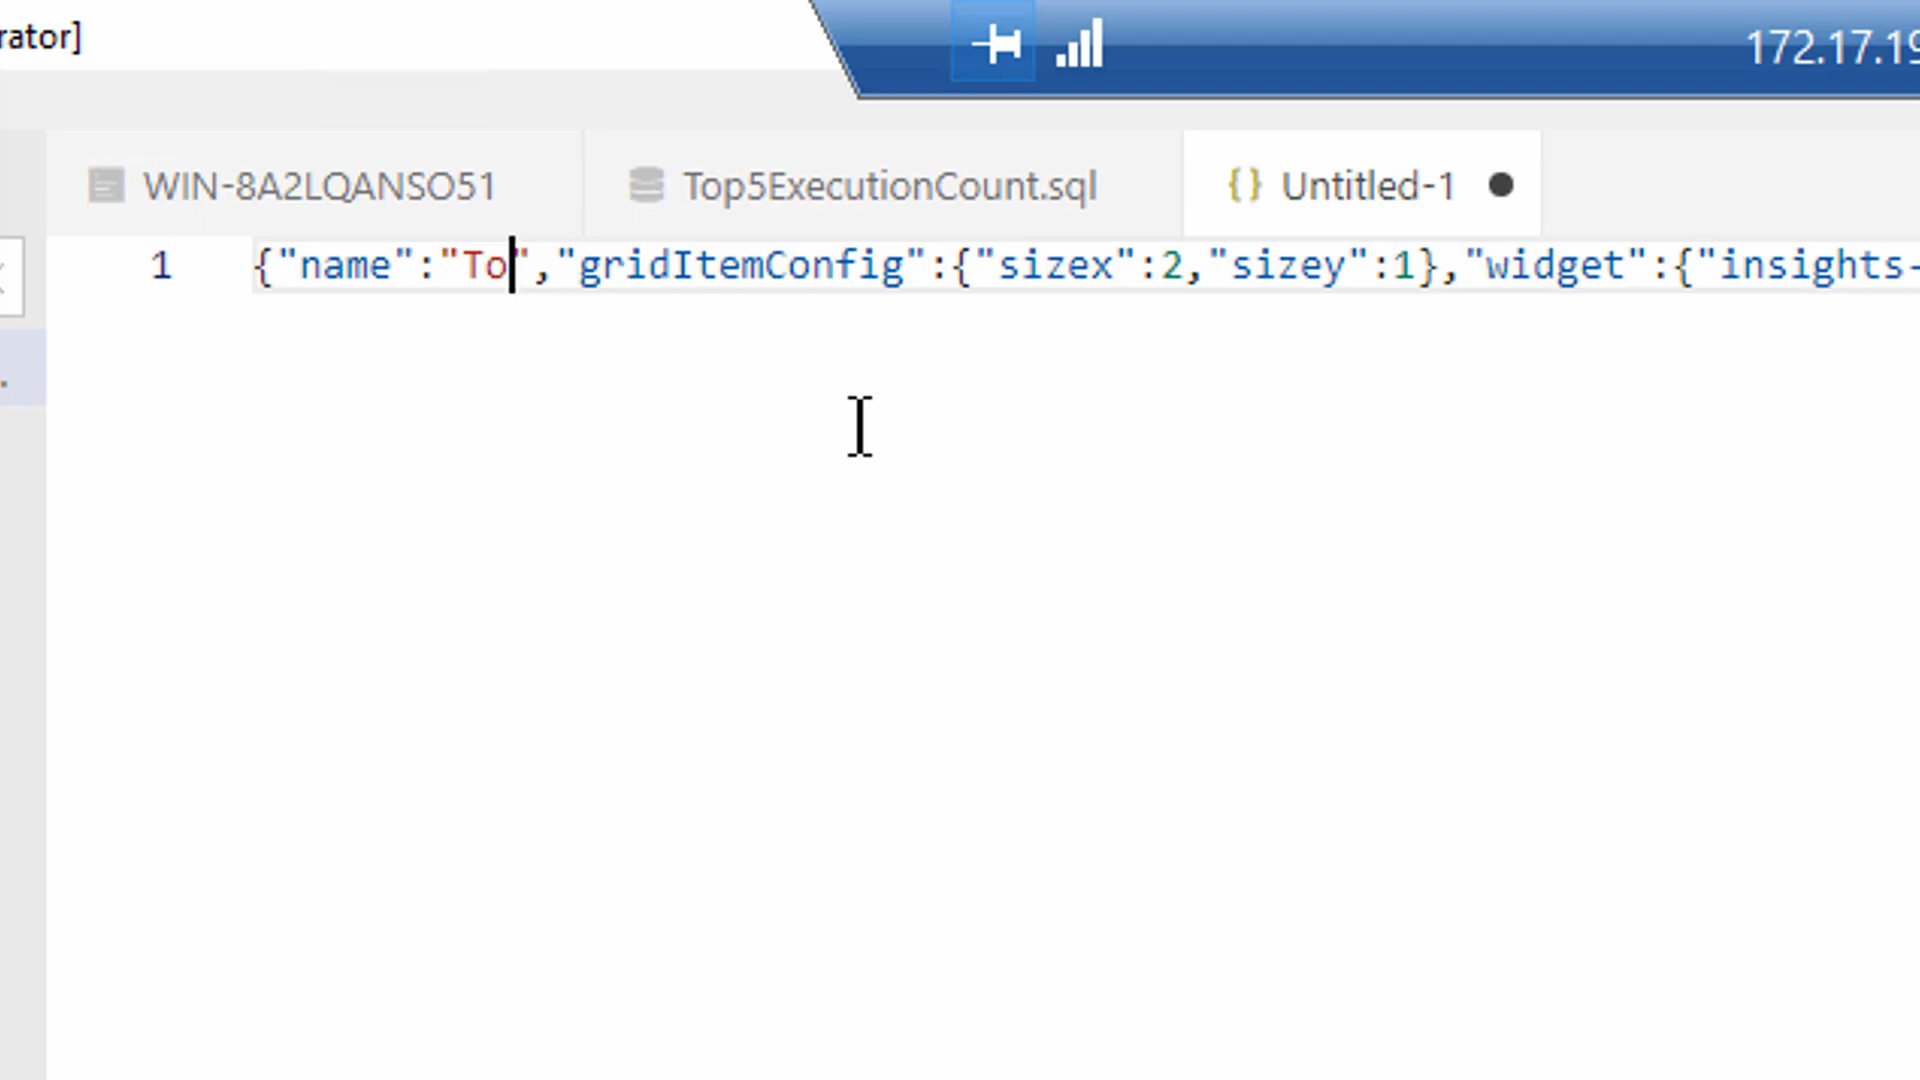 rator]
172.17.19
WIN-8A2LQANSO51
Top5ExecutionCount.sql
{} Untitled-1
1 {"name":"To","gridItemConfig":{"sizex":2,"sizey":1},"widget":{"insights-
.